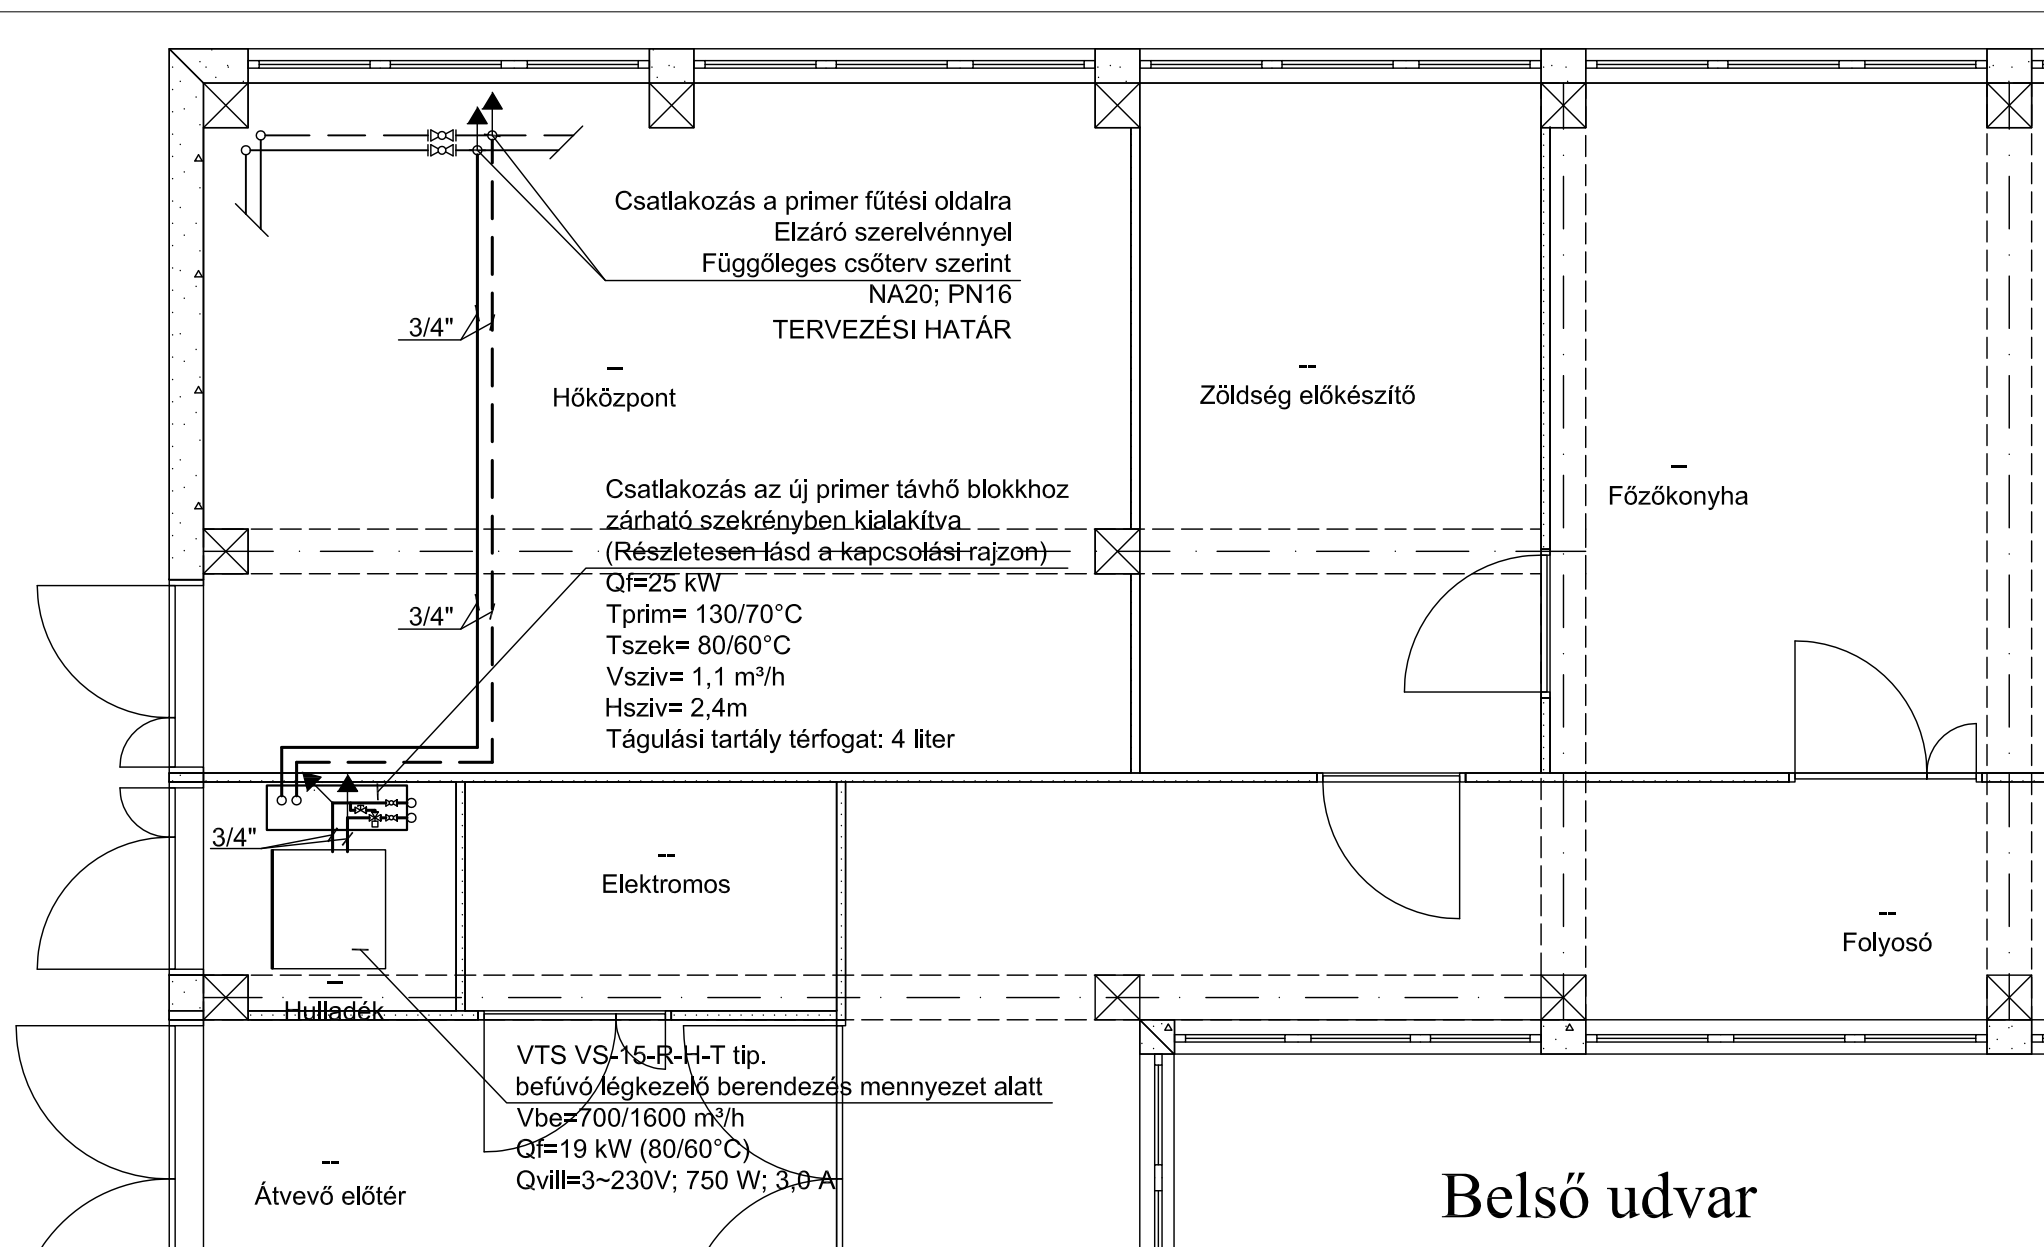 Csatlakozás a primer fűtési oldalra
Elzáró szerelvénnyel
Függőleges csőterv szerint
NA20; PN16
TERVEZÉSI HATÁR
3/4"
--
Hőközpont
--
Zöldség előkészítő
--
Főzőkonyha
Csatlakozás az új primer távhő blokkhoz
zárható szekrényben kialakítva
(Részletesen lásd a kapcsolási rajzon)
Qf=25 kW
Tprim= 130/70°C
Tszek= 80/60°C
Vsziv= 1,1 m³/h
Hsziv= 2,4m
Tágulási tartály térfogat: 4 liter
3/4"
3/4"
--
Elektromos
--
Folyosó
--
Hulladék
VTS VS-15-R-H-T tip.
befúvó légkezelő berendezés mennyezet alatt
Vbe=700/1600 m³/h
Qf=19 kW (80/60°C)
Qvill=3~230V; 750 W; 3,0 A
--
Átvevő előtér
Belső udvar